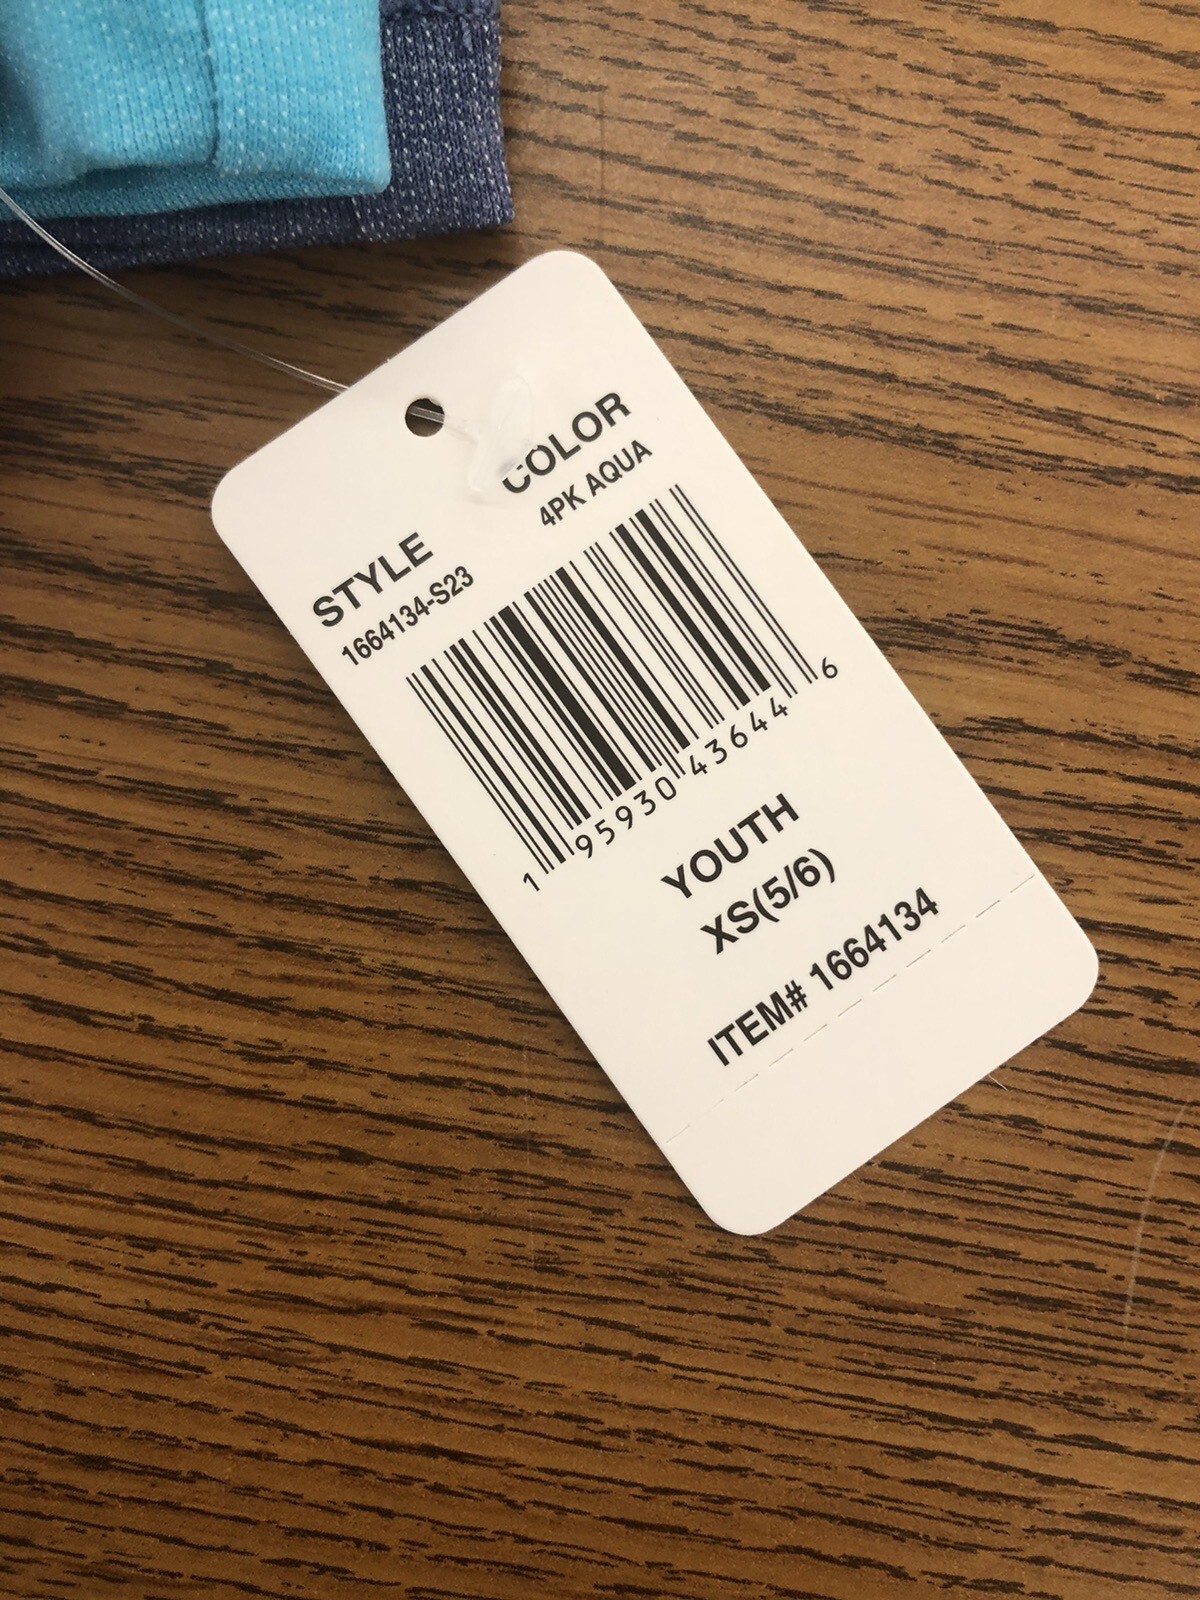 STYLE
1664134-S23
COLOR
4PK AQUA
1 95930 43644 6
YOUTH
XS(5/6)
ITEM# 1664134